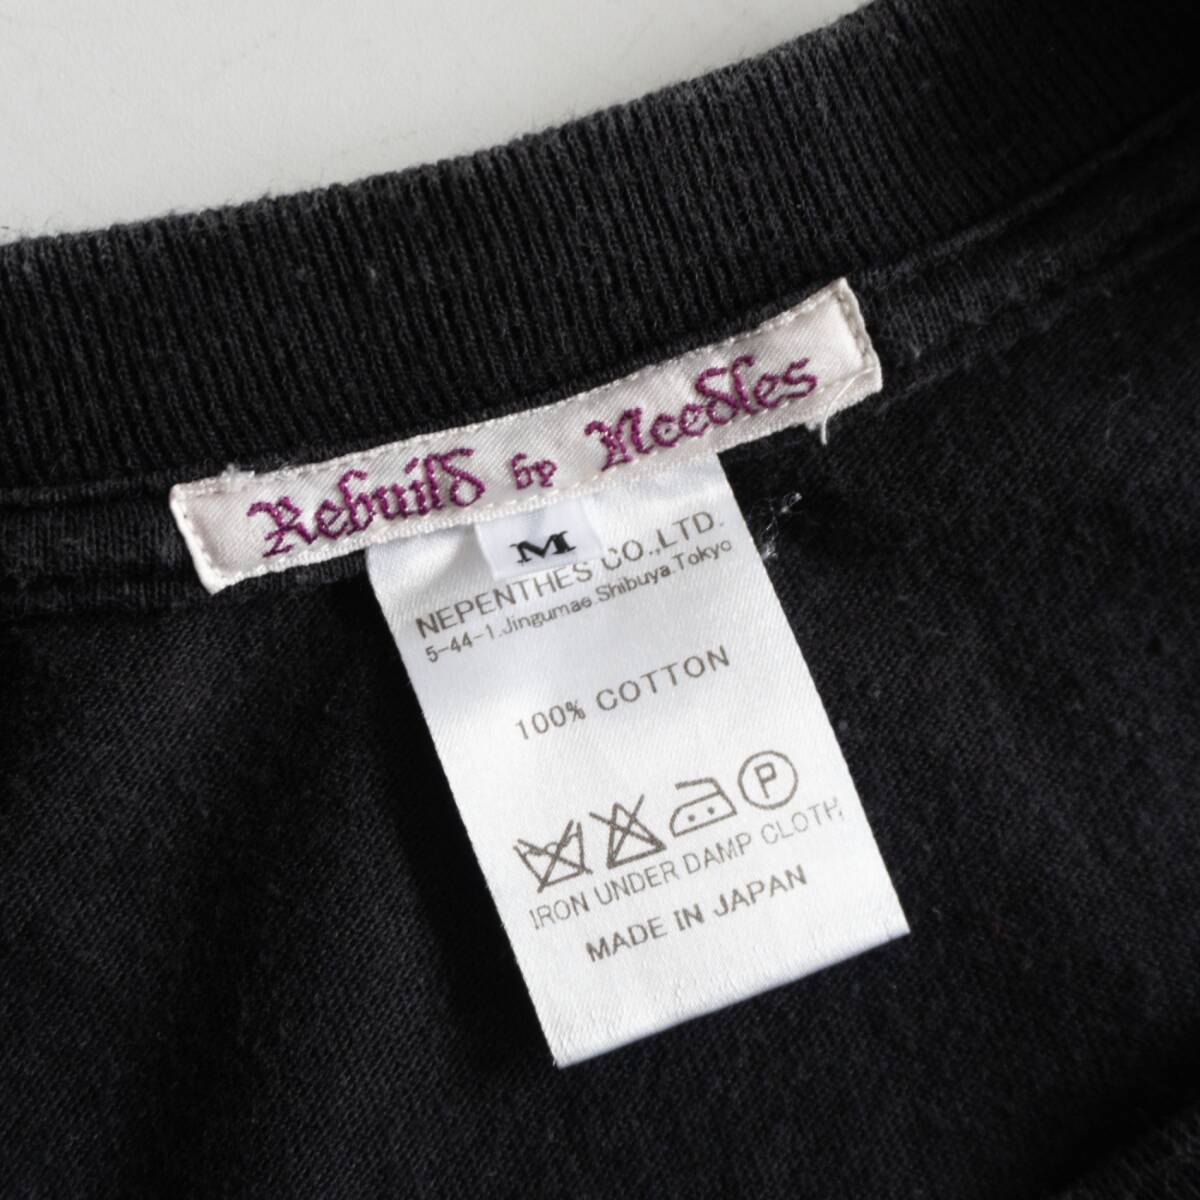 Rebuild by Needles
M
NEPENTHES CO.,LTD.
5-44-1.Jingumae.Shibuya.Tokyo
100% COTTON
P
IRON UNDER DAMP CLOTH
MADE IN JAPAN